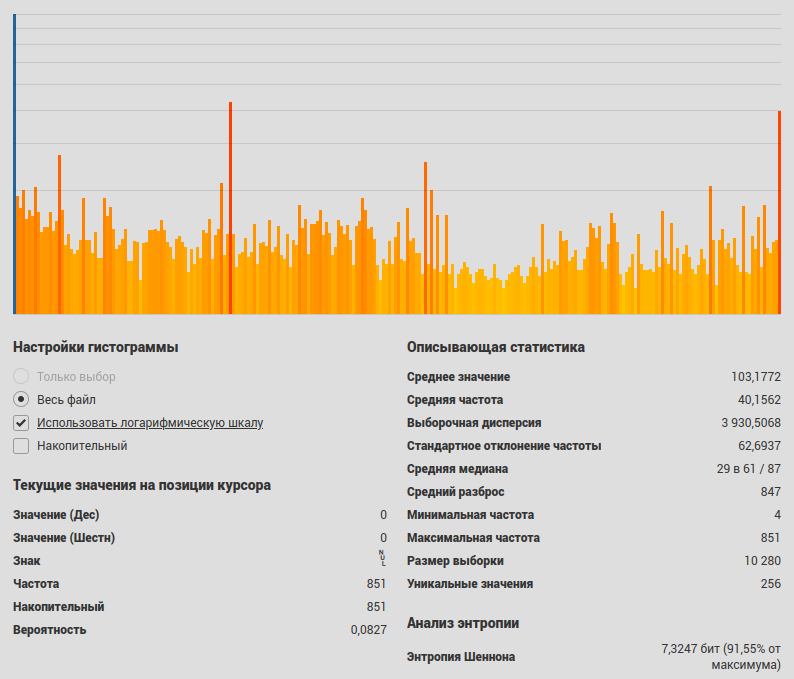 Настройки гистограммы
Только выбор
Весь файл
Использовать логарифмическую шкалу
Накопительный
Текущие значения на позиции курсора
Значение (Дес) 0
Значение (Шестн) 0
Знак NUL
Частота 851
Накопительный 851
Вероятность 0,0827
Описывающая статистика
Среднее значение 103,1772
Средняя частота 40,1562
Выборочная дисперсия 3 930,5068
Стандартное отклонение частоты 62,6937
Средняя медиана 29 в 61 / 87
Средний разброс 847
Минимальная частота 4
Максимальная частота 851
Размер выборки 10 280
Уникальные значения 256
Анализ энтропии
Энтропия Шеннона 7,3247 бит (91,55% от
максимума)